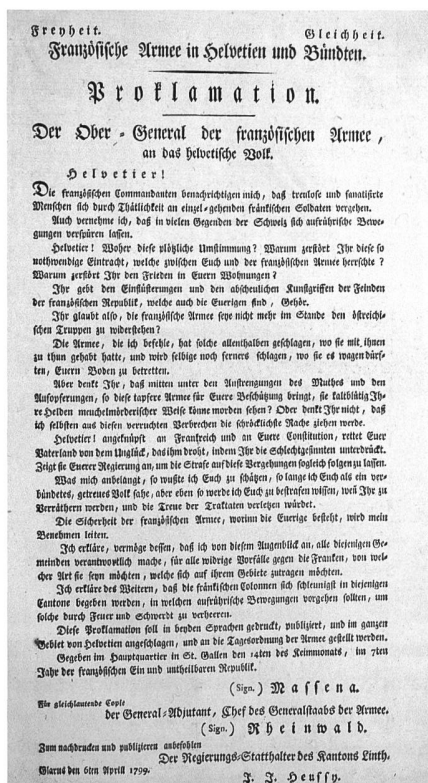 Freyheit. Gleichheit.
Französische Armee in Helvetien und Bündten.
Proklamation.
Der Ober-General der französischen Armee,
an das helvetische Volk.
Helvetier!
Die französischen Commandanten benachrichtigen mich, daß treulose und fanatisirte
Menschen sich durch Thätlichkeit an einzel-gehenden fränkischen Soldaten vergehen.
Auch vernehme ich, daß in vielen Gegenden der Schweiz sich aufrührische Bewe-
gungen verspüren lassen.
Helvetier! Woher diese plözliche Umstimmung? Warum zerstört Ihr diese so
nothwendige Eintracht, welche zwischen Euch und der französischen Armee herrschte?
Warum zerstört Ihr den Frieden in Euern Wohnungen?
Ihr gebt den Einflüsterungen und den abscheulichen Kunstgriffen der Feinden
der französischen Republik, welche auch die Euerigen sind, Gehör.
Ihr glaubt also, die französische Armee seye nicht mehr im Stande den östreichi-
schen Truppen zu widerstehen?
Die Armee, die ich befehle, hat solche allenthalben geschlagen, wo sie mit ihnen
zu thun gehabt hatte, und wird selbige noch ferners schlagen, wo sie es wagen dürf-
ten, Euern Boden zu betretten.
Aber denkt Ihr, daß mitten unter den Anstrengungen des Muthes und den
Aufopferungen, so diese tapfere Armee für Euere Beschützung bringt, sie kaltblütig Ih-
re Helden meuchelmörderischer Weise könne morden sehen? Oder denkt Ihr nicht, daß
ich selbsten aus diesen verruchten Verbrechen die schröcklichste Rache ziehen werde.
Helvetier! angeknüpft an Frankreich und an Euere Constitution, rettet Euer
Vaterland von dem Unglück, das ihm droht, indem Ihr die Schlechtgesinnten unterdrückt.
Zeigt sie Euerer Regierung an, um die Strafe auf diese Vergehungen sogleich folgen zu lassen.
Was mich anbelangt, so wußte ich Euch zu schäzen, so lange ich Euch als ein ver-
bündetes, getreues Volk sahe, aber eben so werde ich Euch zu bestrafen wissen, wen̄ Ihr zu
Verräthern werden, und die Treue der Traktaten verletzen würdet.
Die Sicherheit der französischen Armee, worinn die Euerige besteht, wird mein
Benehmen leiten.
Ich erkläre, vermöge dessen, daß ich von diesem Augenblick an, alle diejenigen Ge-
meinden verantwortlich mache, für alle widrige Vorfälle gegen die Franken, von wel-
cher Art sie seyn möchten, welche sich auf ihrem Gebiete zutragen möchten.
Ich erkläre des Weitern, daß die fränkischen Colonnen sich schleunigst in diejenigen
Cantone begeben werden, in welchen aufrührische Bewegungen vorgehen sollten, um
solche durch Feuer und Schwerdt zu verheeren.
Diese Proklamation soll in beyden Sprachen gedruckt, publiziert, und im ganzen
Gebiet von Helvetien angeschlagen, und an die Tagesordnung der Armee gestellt werden.
Gegeben im Hauptquartier in St. Gallen den 14ten des Keimmonats, im 7ten
Jahr der französischen Ein und untheilbaren Republik.
(Sign.) Massena.
Für gleichlautende Copie
der General-Adjutant, Chef des Generalstaabs der Armee.
(Sign.) Rheinwald.
Zum nachdrucken und publizieren anbefohlen
Der Regierungs-Statthalter des Kantons Linth.
Glarus den 6ten Aprill 1799.
J. J. Heussy.